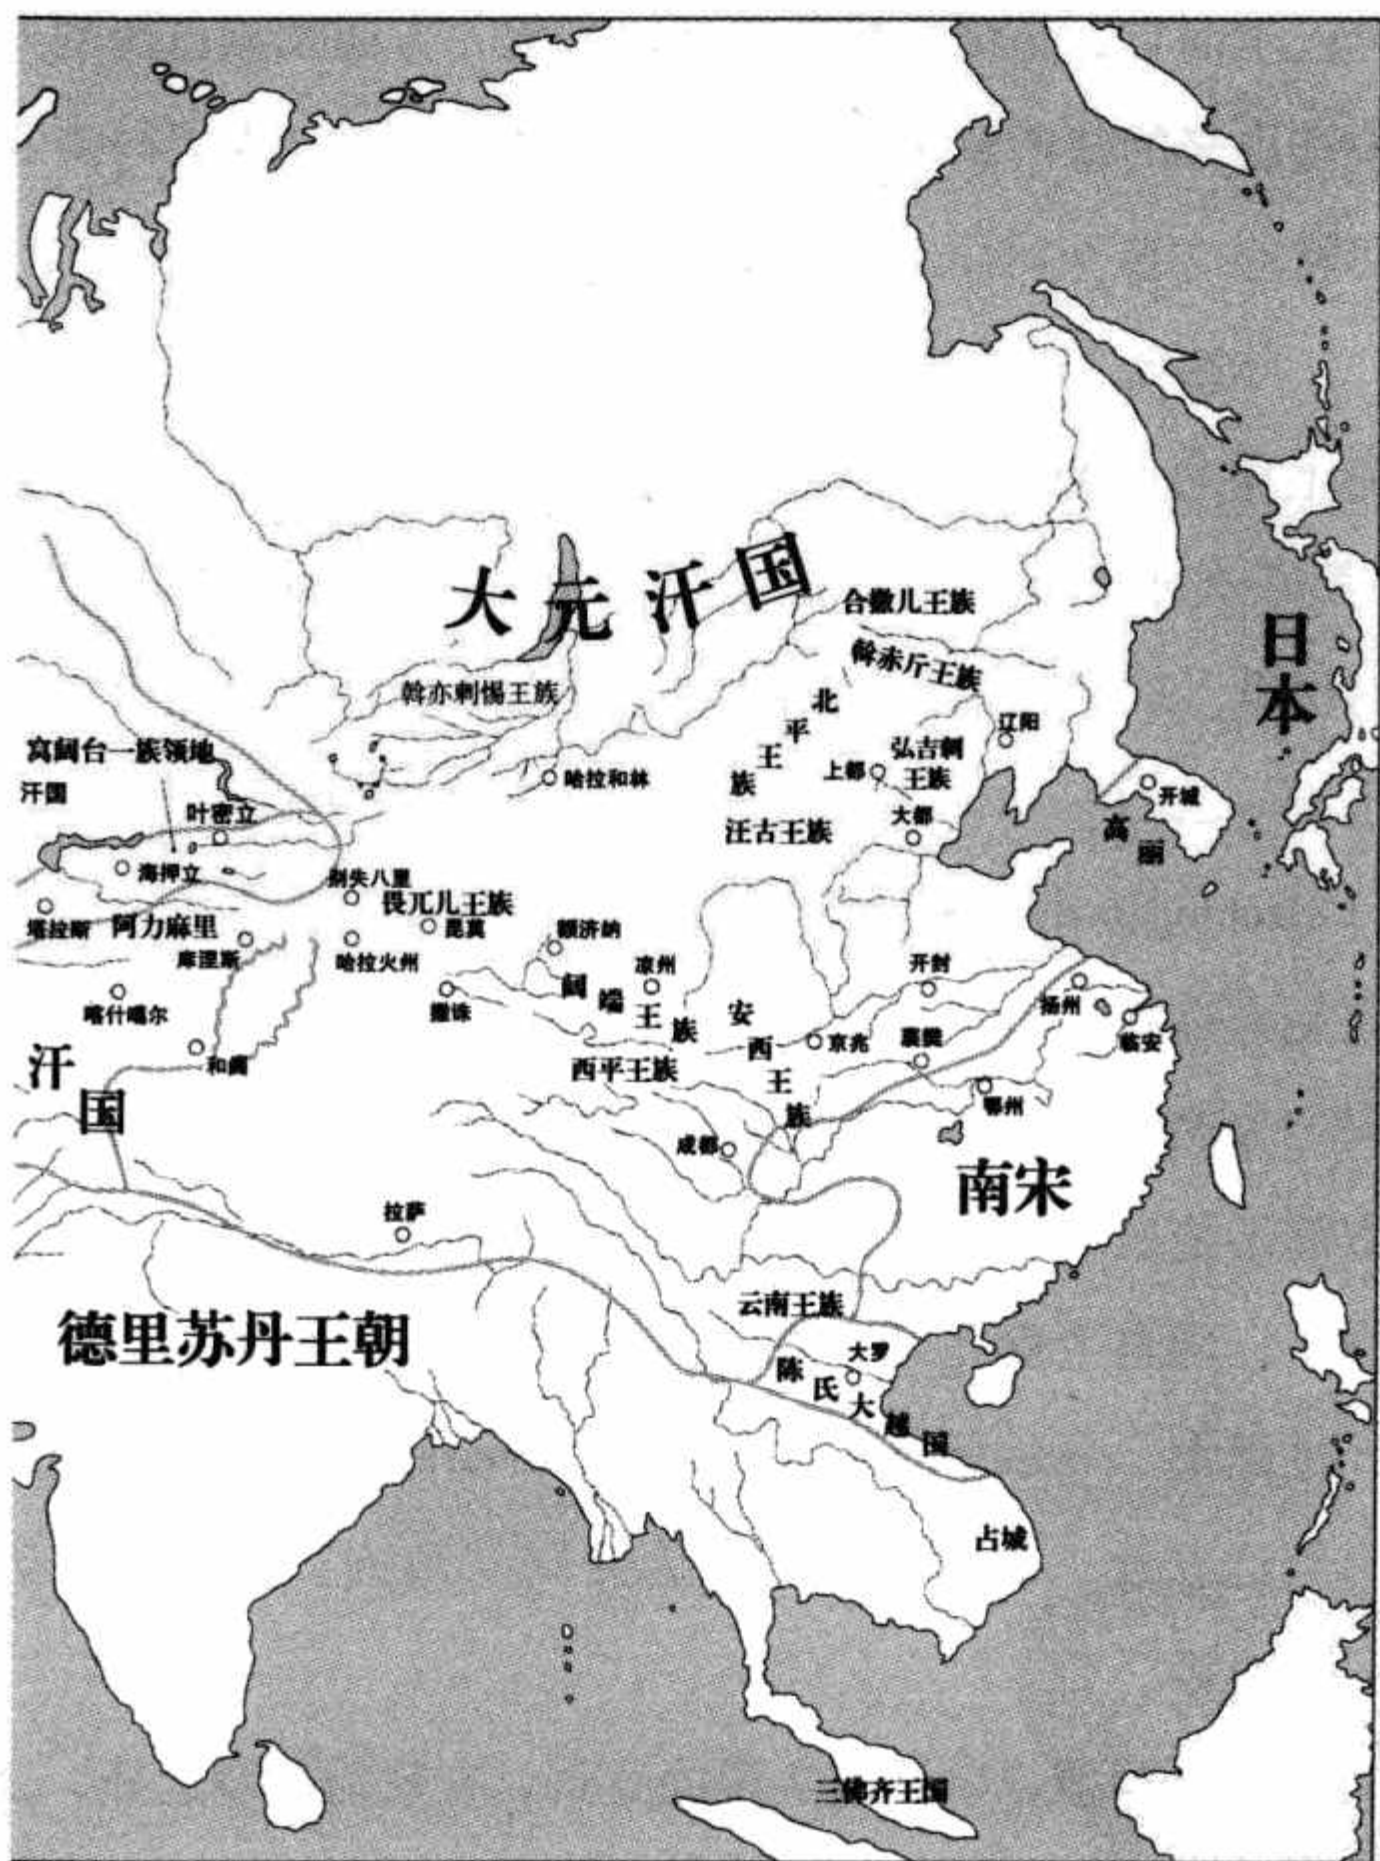 大元汗国
合撒儿王族
斡赤斤王族
日本
斡亦剌惕王族
北平王族
辽阳
窝阔台一族领地
弘吉剌
王族
上都
哈拉和林
汗国
开城
叶密立
大都
汪古王族
高丽
海押立
别失八里
畏兀儿王族
塔拉斯
阿力麻里
昆莫
额济纳
库涅斯
哈拉火州
凉州
开封
阔端王族
喀什噶尔
扬州
安西王族
京兆
襄樊
临安
汗国
和阗
西平王族
鄂州
成都
南宋
拉萨
云南王族
德里苏丹王朝
大罗
陈氏大越国
占城
三佛齐王国